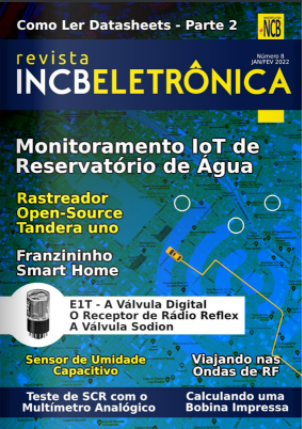 Como Ler Datasheets - Parte 2
NCB
revista
Número 8
JAN/FEV 2022
INCBELETRÔNICA
Monitoramento IoT de
Reservatório de Água
Rastreador
Open-Source
Tandera uno
Franzininho
Smart Home
E1T - A Válvula Digital
O Receptor de Rádio Reflex
A Válvula Sodion
Sensor de Umidade
Capacitivo
Viajando nas
Ondas de RF
Teste de SCR com o
Multímetro Analógico
Calculando uma
Bobina Impressa